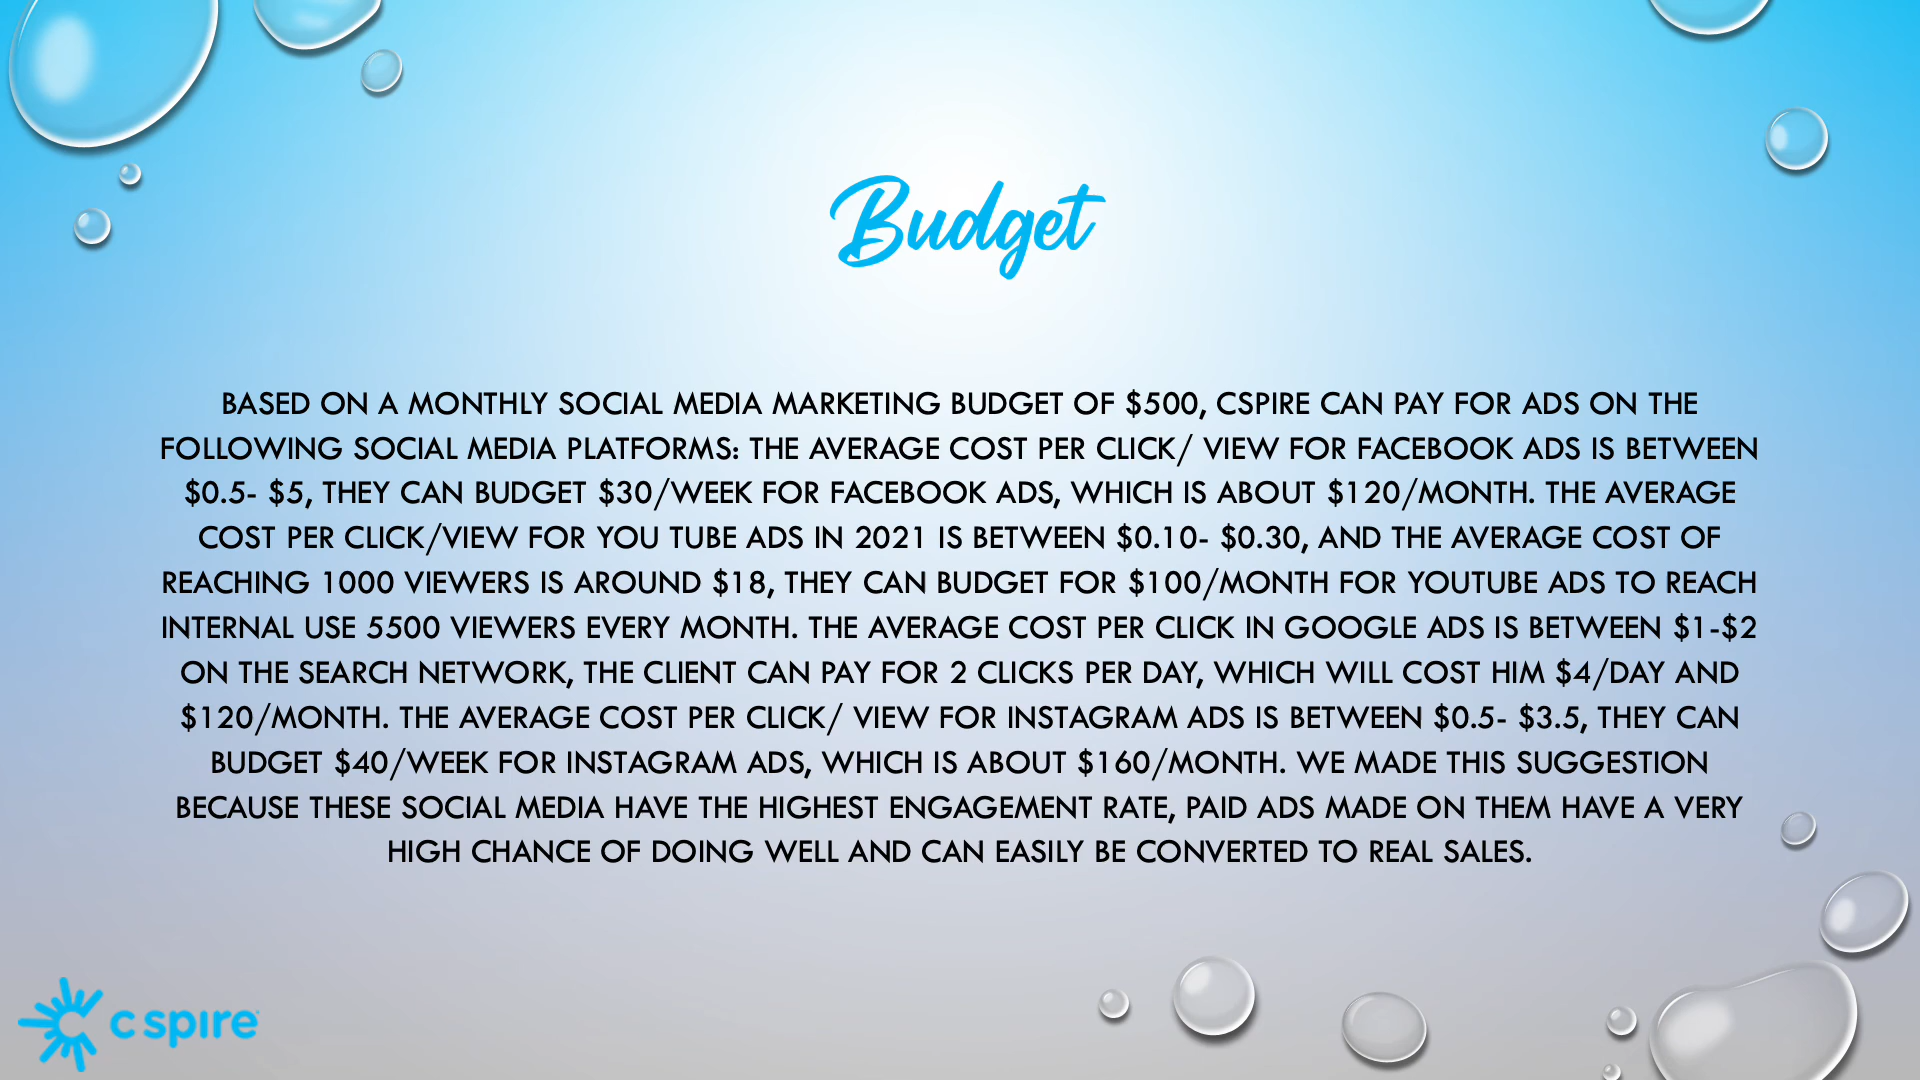 Budget
BASED ON A MONTHLY SOCIAL MEDIA MARKETING BUDGET OF $500, CSPIRE CAN PAY FOR ADS ON THE
FOLLOWING SOCIAL MEDIA PLATFORMS: THE AVERAGE COST PER CLICK/ VIEW FOR FACEBOOK ADS IS BETWEEN
$0.5- $5, THEY CAN BUDGET $30/WEEK FOR FACEBOOK ADS, WHICH IS ABOUT $120/MONTH. THE AVERAGE
COST PER CLICK/VIEW FOR YOU TUBE ADS IN 2021 IS BETWEEN $0.10- $0.30, AND THE AVERAGE COST OF
REACHING 1000 VIEWERS IS AROUND $18, THEY CAN BUDGET FOR $100/MONTH FOR YOUTUBE ADS TO REACH
INTERNAL USE 5500 VIEWERS EVERY MONTH. THE AVERAGE COST PER CLICK IN GOOGLE ADS IS BETWEEN $1-$2
ON THE SEARCH NETWORK, THE CLIENT CAN PAY FOR 2 CLICKS PER DAY, WHICH WILL COST HIM $4/DAY AND
$120/MONTH. THE AVERAGE COST PER CLICK/ VIEW FOR INSTAGRAM ADS IS BETWEEN $0.5- $3.5, THEY CAN
BUDGET $40/WEEK FOR INSTAGRAM ADS, WHICH IS ABOUT $160/MONTH. WE MADE THIS SUGGESTION
BECAUSE THESE SOCIAL MEDIA HAVE THE HIGHEST ENGAGEMENT RATE, PAID ADS MADE ON THEM HAVE A VERY
HIGH CHANCE OF DOING WELL AND CAN EASILY BE CONVERTED TO REAL SALES.
c spire